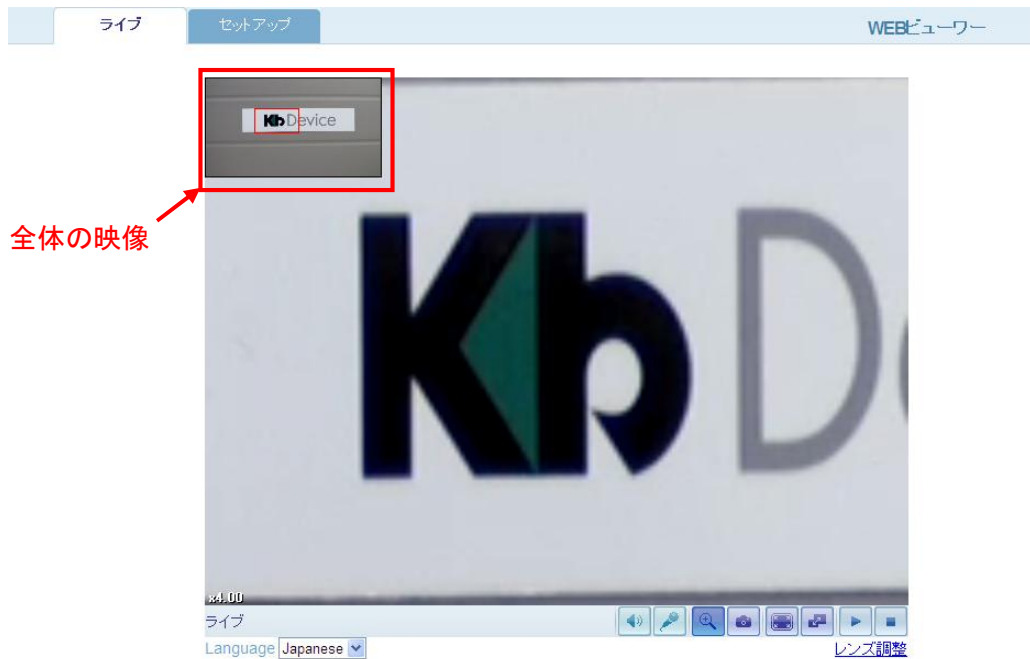 ライブ
セットアップ
WEBビューワー
Kb Device
全体の映像
Kb D
x4.00
ライブ
Language Japanese
レンズ調整